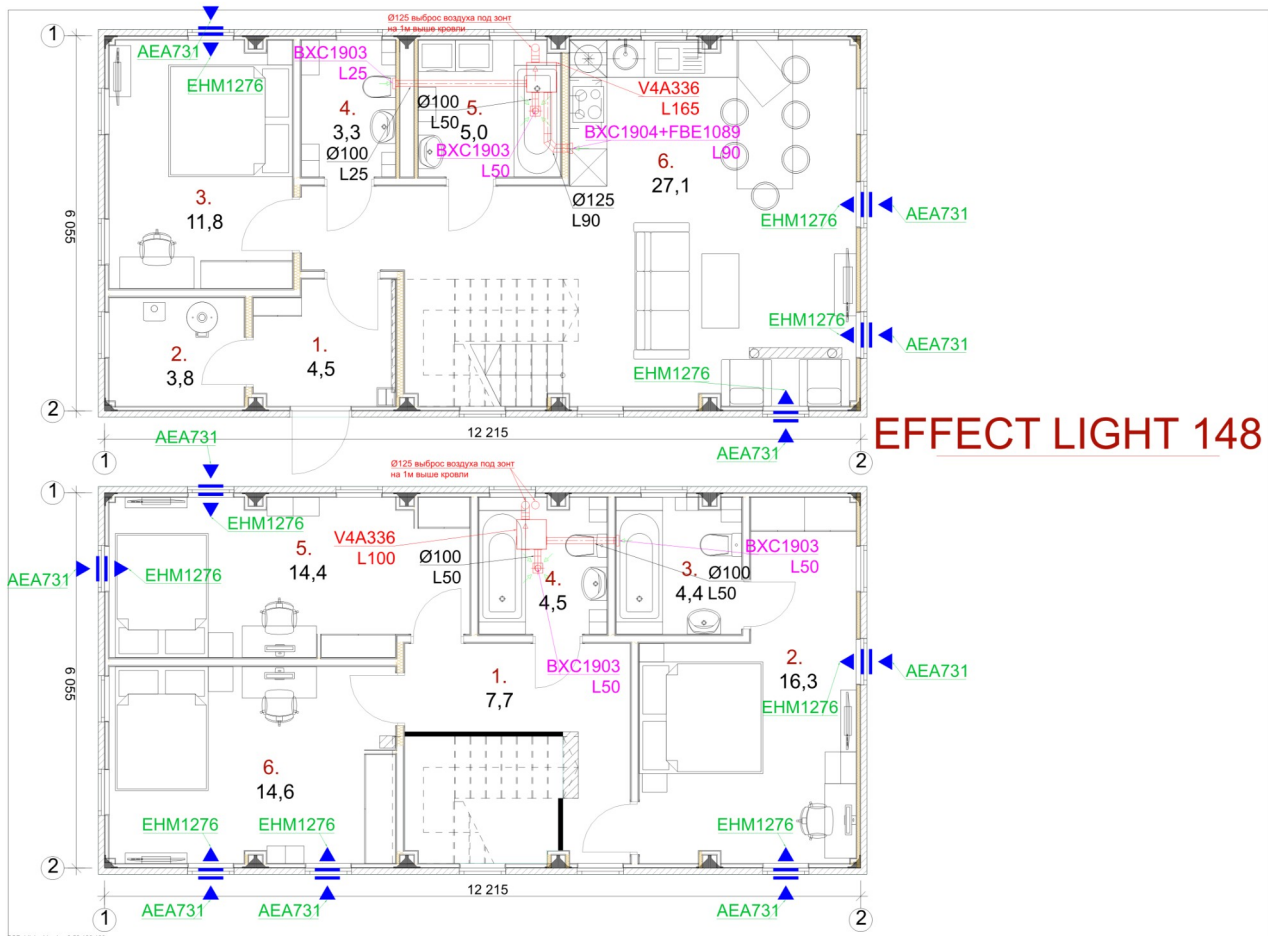 Ø125 выброс воздуха под зонт
на 1м выше кровли
1
AEA731
EHM1276
BXC1903
L25
Ø100
L50
V4A336
L165
4.
3,3
5.
5,0
BXC1904+FBE1089
L90
Ø100
L25
BXC1903
L50
6.
27,1
3.
11,8
Ø125
L90
EHM1276
AEA731
6 055
EHM1276
AEA731
1.
4,5
2.
3,8
EHM1276
2
12 215
AEA731
1
2
EFFECT LIGHT 148
AEA731
Ø125 выброс воздуха под зонт
на 1м выше кровли
1
EHM1276
5.
14,4
V4A336
L100
Ø100
L50
BXC1903
L50
AEA731
EHM1276
4.
4,5
3.
4,4
Ø100
L50
BXC1903
L50
1.
7,7
2.
16,3
AEA731
EHM1276
6 055
6.
14,6
EHM1276
EHM1276
EHM1276
2
12 215
AEA731
AEA731
AEA731
1
2